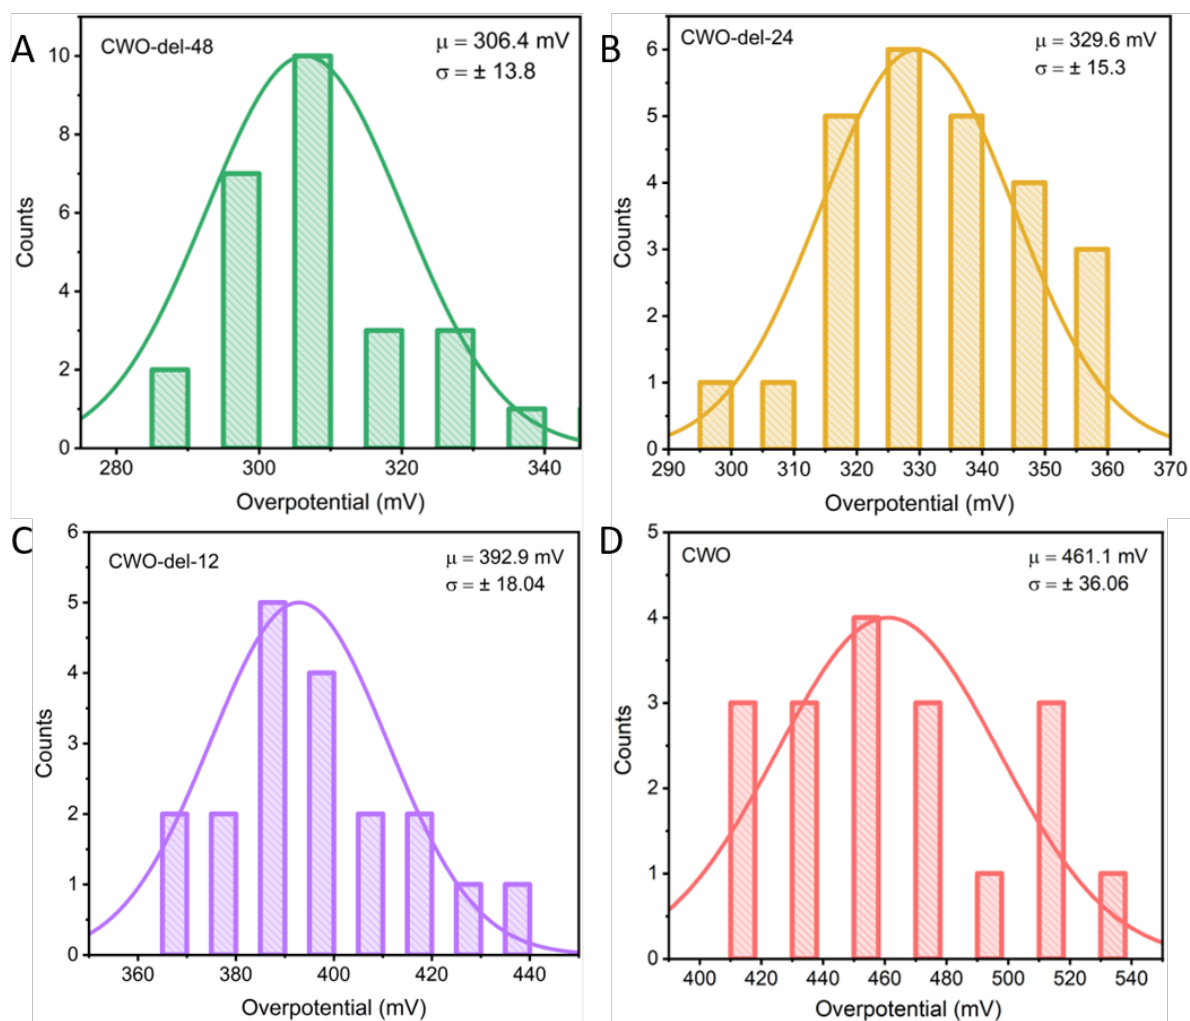 A
CWO-del-48
μ = 306.4 mV
σ = ± 13.8
Counts
10
8
6
4
2
0
280 300 320 340
Overpotential (mV)
B
CWO-del-24
μ = 329.6 mV
σ = ± 15.3
Counts
6
5
4
3
2
1
0
290 300 310 320 330 340 350 360 370
Overpotential (mV)
C
CWO-del-12
μ = 392.9 mV
σ = ± 18.04
Counts
6
5
4
3
2
1
0
360 380 400 420 440
Overpotential (mV)
D
CWO
μ = 461.1 mV
σ = ± 36.06
Counts
5
4
3
2
1
0
400 420 440 460 480 500 520 540
Overpotential (mV)